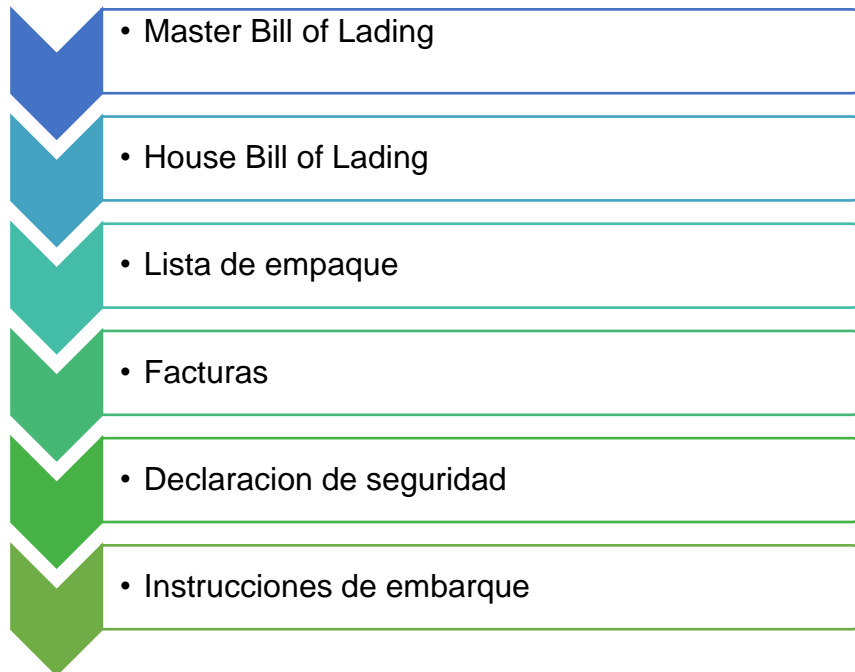 • Master Bill of Lading
• House Bill of Lading
• Lista de empaque
• Facturas
• Declaracion de seguridad
• Instrucciones de embarque